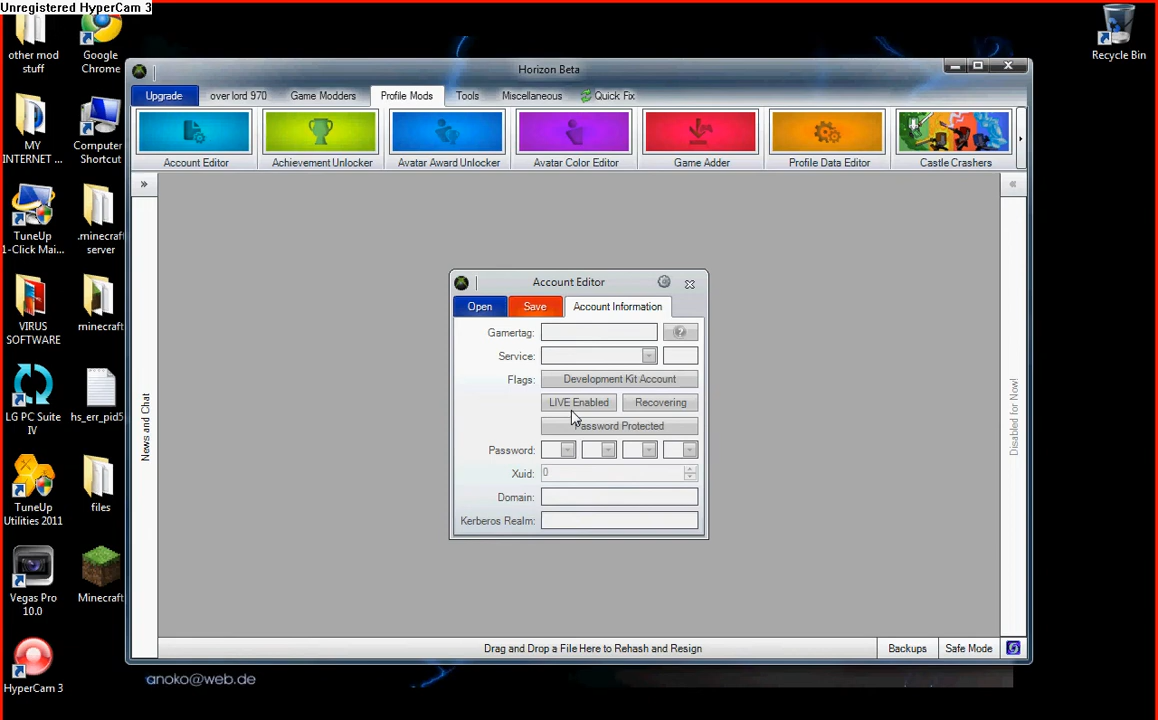 Unregistered HyperCam 3
other mod
stuff
Google
Chrome
Recycle Bin
Horizon Beta
Upgrade
over lord 970
Game Modders
Profile Mods
Tools
Miscellaneous
Quick Fix
Account Editor
Achievement Unlocker
Avatar Award Unlocker
Avatar Color Editor
Game Adder
Profile Data Editor
Castle Crashers
»
«
MY
INTERNET ...
Computer
Shortcut
TuneUp
1-Click Mai...
.minecraft
server
VIRUS
SOFTWARE
minecraft
LG PC Suite
IV
hs_err_pid5
TuneUp
Utilities 2011
files
Vegas Pro
10.0
Minecraft
HyperCam 3
News and Chat
Disabled for Now!
Account Editor
Open
Save
Account Information
Gamertag:
?
Service:
Flags:
Development Kit Account
LIVE Enabled
Recovering
Password Protected
Password:
Xuid:
0
Domain:
Kerberos Realm:
Drag and Drop a File Here to Rehash and Resign
Backups
Safe Mode
anoko@web.de